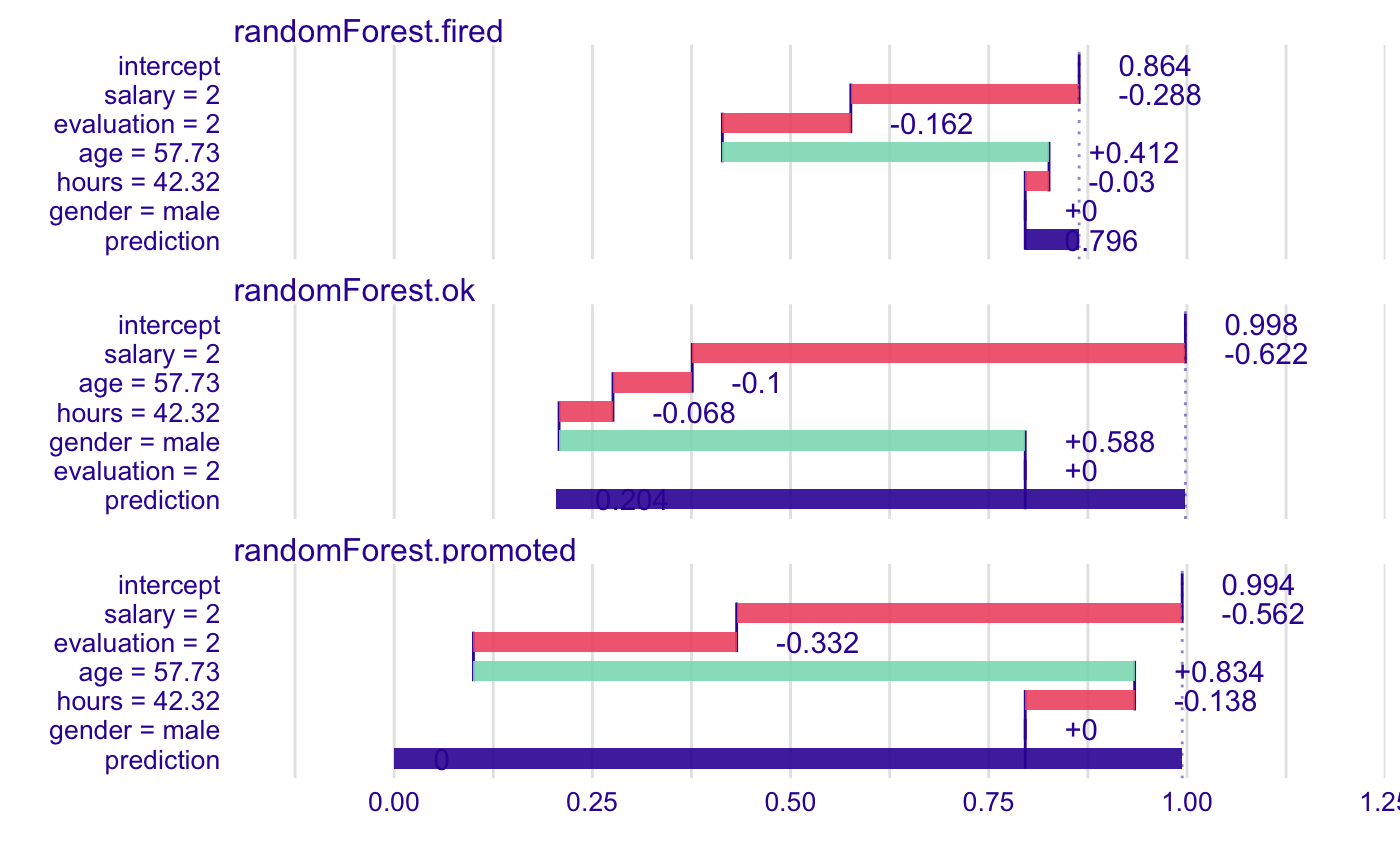 randomForest.fired
intercept 0.864
salary = 2 -0.288
evaluation = 2 -0.162
age = 57.73 +0.412
hours = 42.32 -0.03
gender = male +0
prediction 0.796
randomForest.ok
intercept 0.998
salary = 2 -0.622
age = 57.73 -0.1
hours = 42.32 -0.068
gender = male +0.588
evaluation = 2 +0
prediction 0.204
randomForest.promoted
intercept 0.994
salary = 2 -0.562
evaluation = 2 -0.332
age = 57.73 +0.834
hours = 42.32 -0.138
gender = male +0
prediction 0
0.00 0.25 0.50 0.75 1.00 1.25